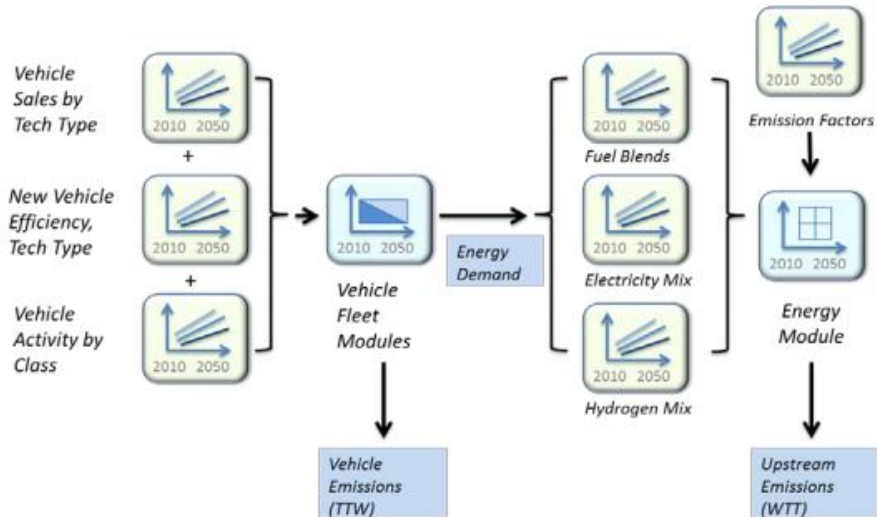 Vehicle
Sales by
Tech Type
2010 2050
+
New Vehicle
Efficiency,
Tech Type
2010 2050
+
Vehicle
Activity by
Class
2010 2050
2010 2050
Vehicle
Fleet
Modules
Energy
Demand
Vehicle
Emissions
(TTW)
2010 2050
Fuel Blends
2010 2050
Electricity Mix
2010 2050
Hydrogen Mix
2010 2050
Emission Factors
2010 2050
Energy
Module
Upstream
Emissions
(WTT)